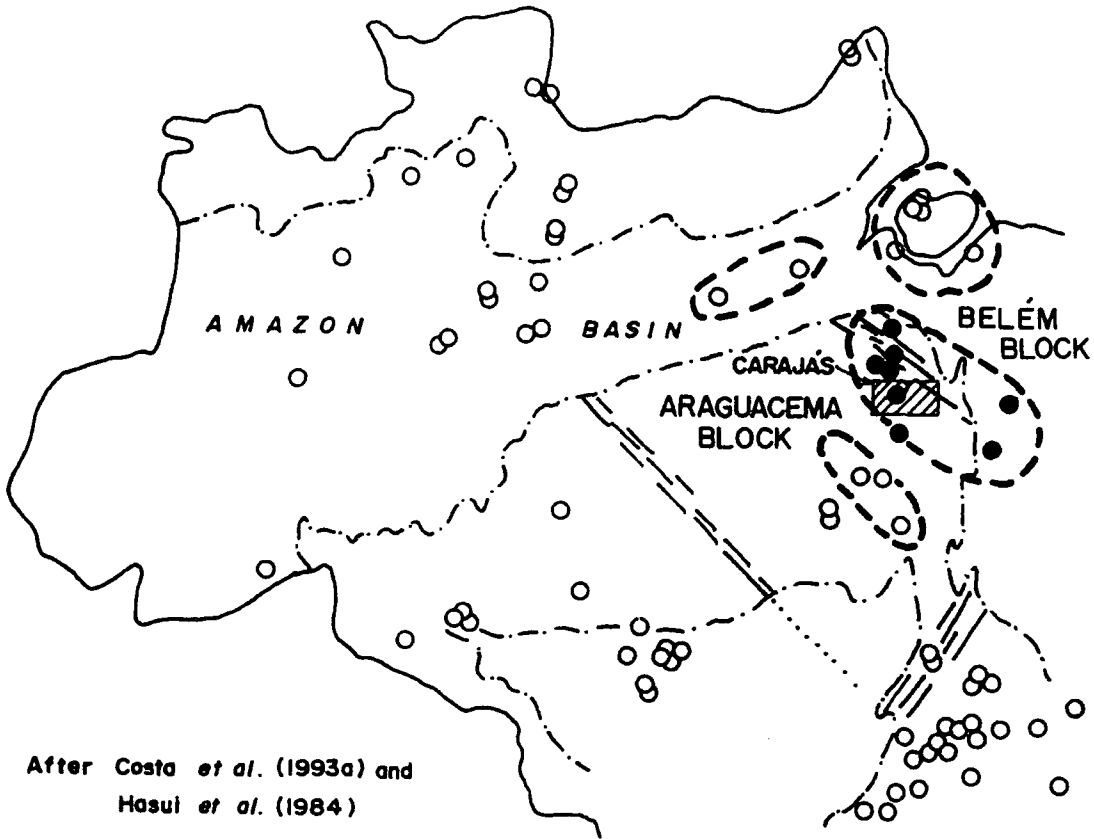 AMAZON BASIN
BELÉM
BLOCK
CARAJÁS
ARAGUACEMA
BLOCK
After Costa et al. (1993a) and
Hasui et al. (1984)